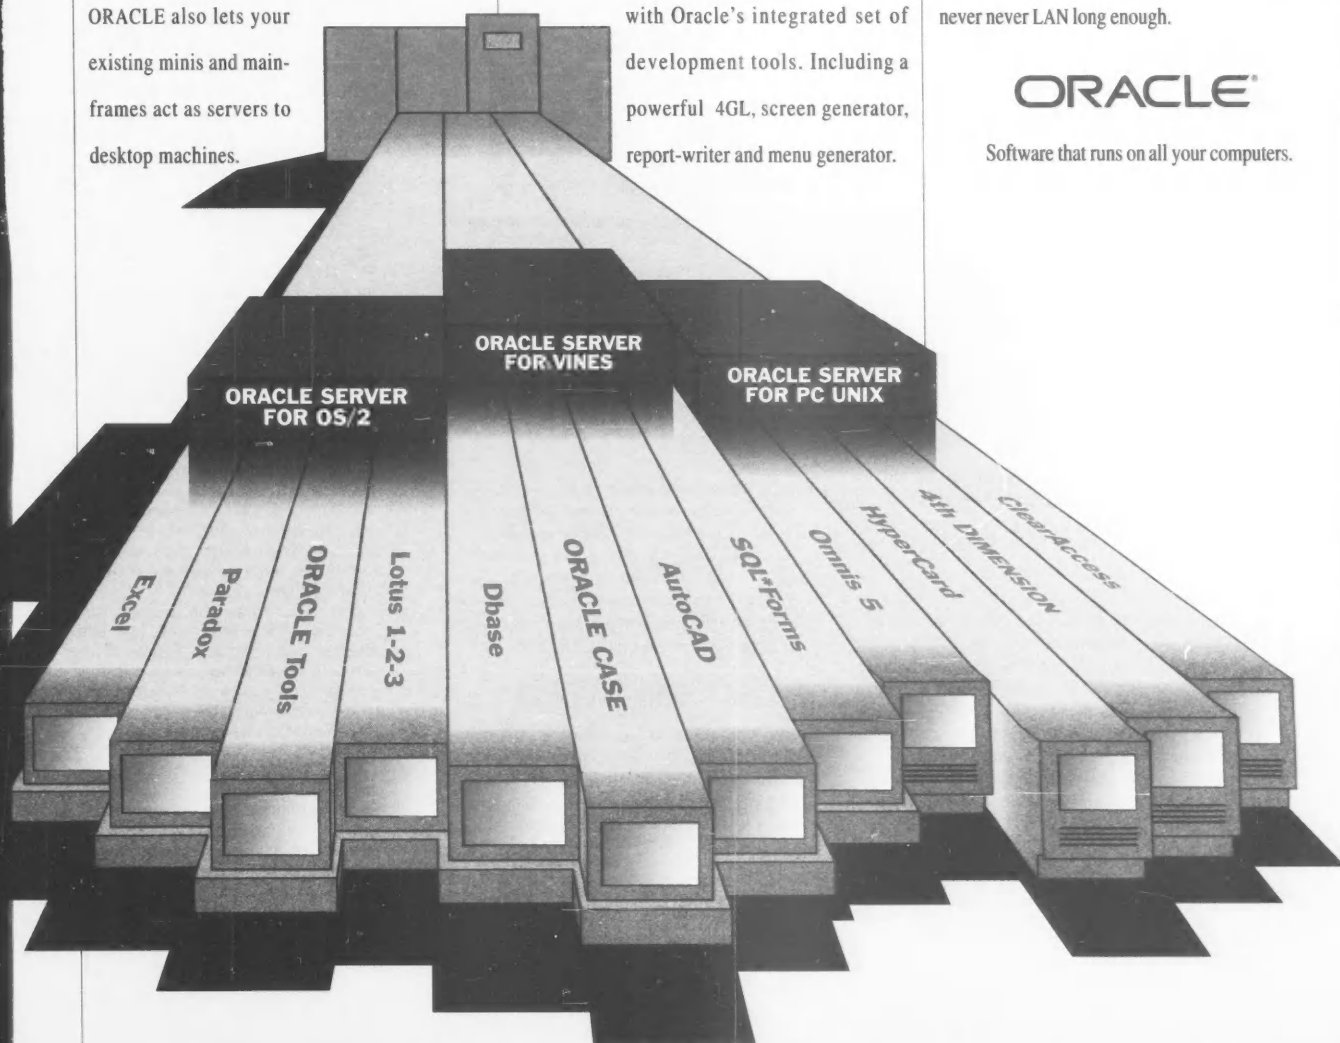 ORACLE also lets your
existing minis and main-
frames act as servers to
desktop machines.
with Oracle's integrated set of
development tools. Including a
powerful 4GL, screen generator,
report-writer and menu generator.
never never LAN long enough.
ORACLE®
Software that runs on all your computers.
ORACLE SERVER
FOR OS/2
ORACLE SERVER
FOR VINES
ORACLE SERVER
FOR PC UNIX
Excel
Paradox
ORACLE Tools
Lotus 1-2-3
Dbase
ORACLE CASE
AutoCAD
SQL*Forms
Omnis 5
HyperCard
4th DIMENSION
ClearAccess